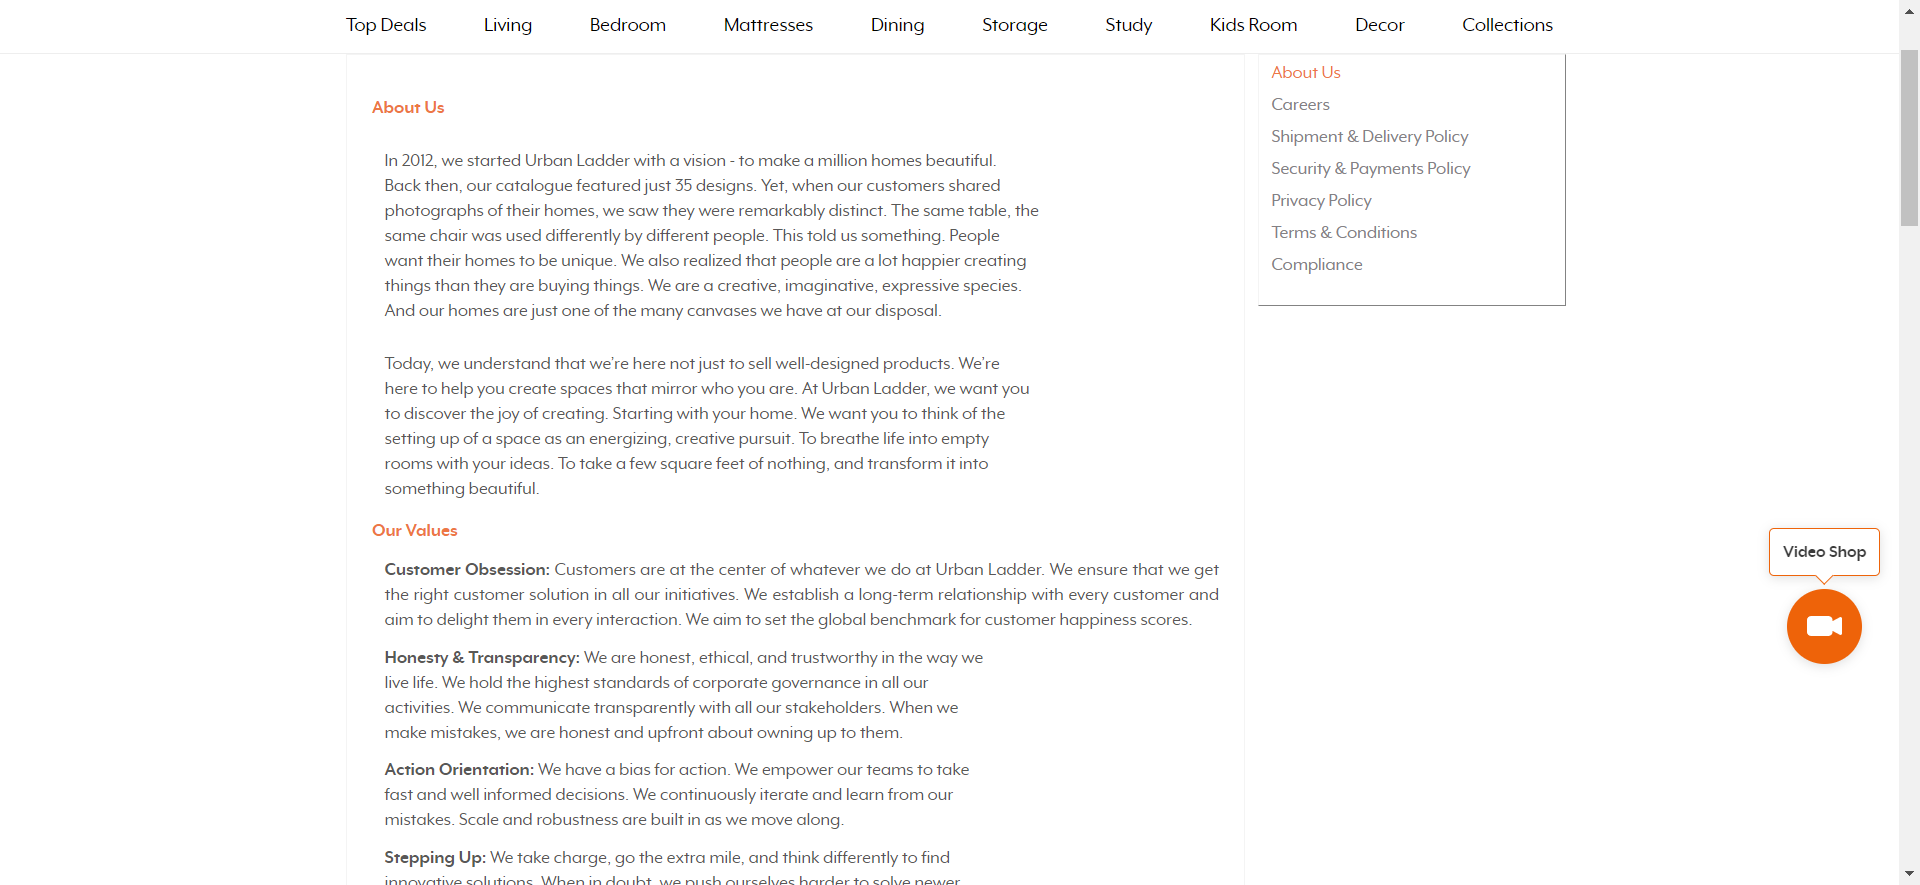 Top Deals Living Bedroom Mattresses Dining Storage Study Kids Room Decor Collections
About Us
In 2012, we started Urban Ladder with a vision - to make a million homes beautiful.
Back then, our catalogue featured just 35 designs. Yet, when our customers shared
photographs of their homes, we saw they were remarkably distinct. The same table, the
same chair was used differently by different people. This told us something. People
want their homes to be unique. We also realized that people are a lot happier creating
things than they are buying things. We are a creative, imaginative, expressive species.
And our homes are just one of the many canvases we have at our disposal.
Today, we understand that we're here not just to sell well-designed products. We're
here to help you create spaces that mirror who you are. At Urban Ladder, we want you
to discover the joy of creating. Starting with your home. We want you to think of the
setting up of a space as an energizing, creative pursuit. To breathe life into empty
rooms with your ideas. To take a few square feet of nothing, and transform it into
something beautiful.
Our Values
Customer Obsession: Customers are at the center of whatever we do at Urban Ladder. We ensure that we get
the right customer solution in all our initiatives. We establish a long-term relationship with every customer and
aim to delight them in every interaction. We aim to set the global benchmark for customer happiness scores.
Honesty & Transparency: We are honest, ethical, and trustworthy in the way we
live life. We hold the highest standards of corporate governance in all our
activities. We communicate transparently with all our stakeholders. When we
make mistakes, we are honest and upfront about owning up to them.
Action Orientation: We have a bias for action. We empower our teams to take
fast and well informed decisions. We continuously iterate and learn from our
mistakes. Scale and robustness are built in as we move along.
Stepping Up: We take charge, go the extra mile, and think differently to find
innovative solutions. When in doubt, we push ourselves harder to solve newer
About Us
Careers
Shipment & Delivery Policy
Security & Payments Policy
Privacy Policy
Terms & Conditions
Compliance
Video Shop